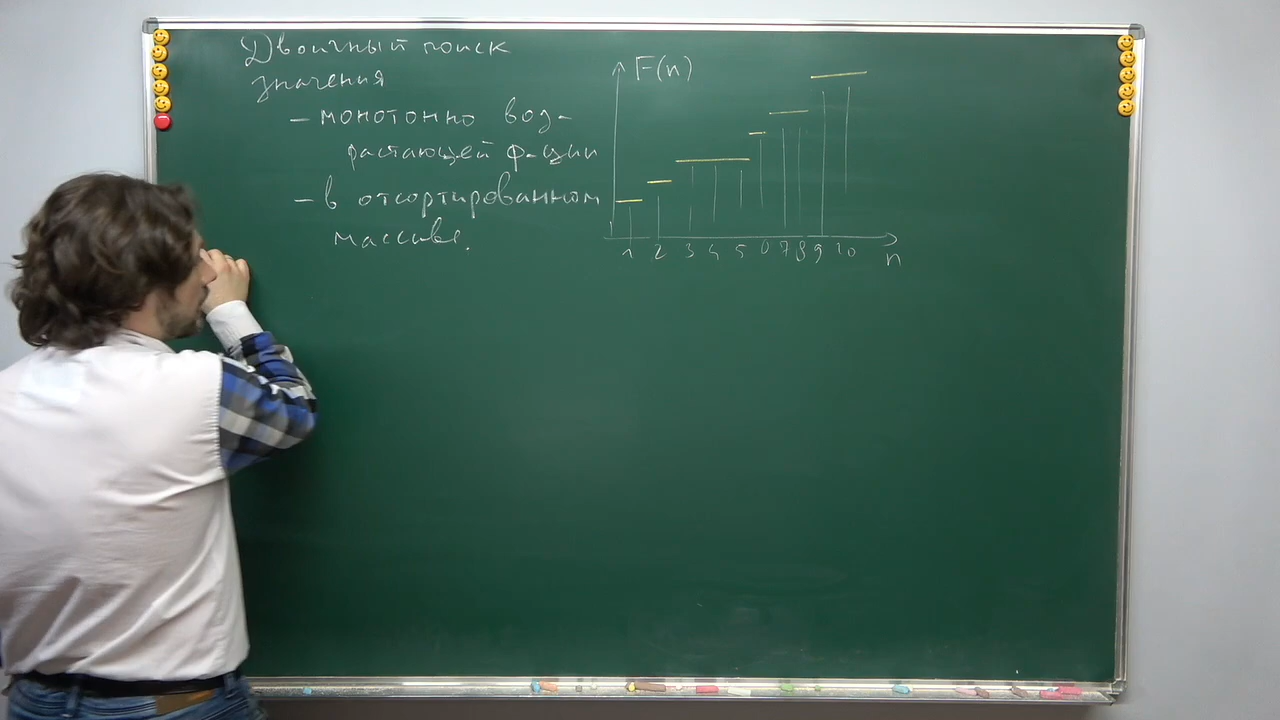 Двоичный поиск
значения
– монотонно воз-
растающей ф-ции
– в отсортированном
массиве.
F(n)
1 2 3 4 5 6 7 8 9 10
n